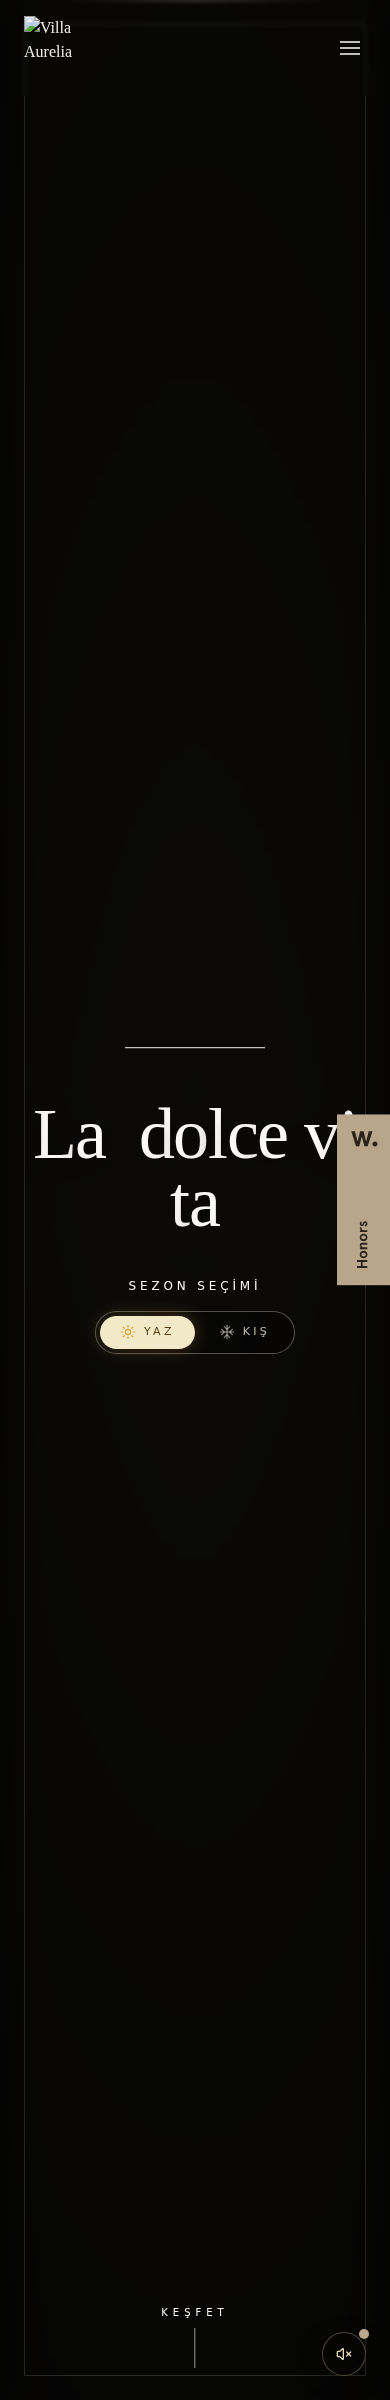 Villa
Aurelia
La dolce vi
ta
W.
Honors
SEZON SEÇİMİ
YAZ
KIŞ
KEŞFET